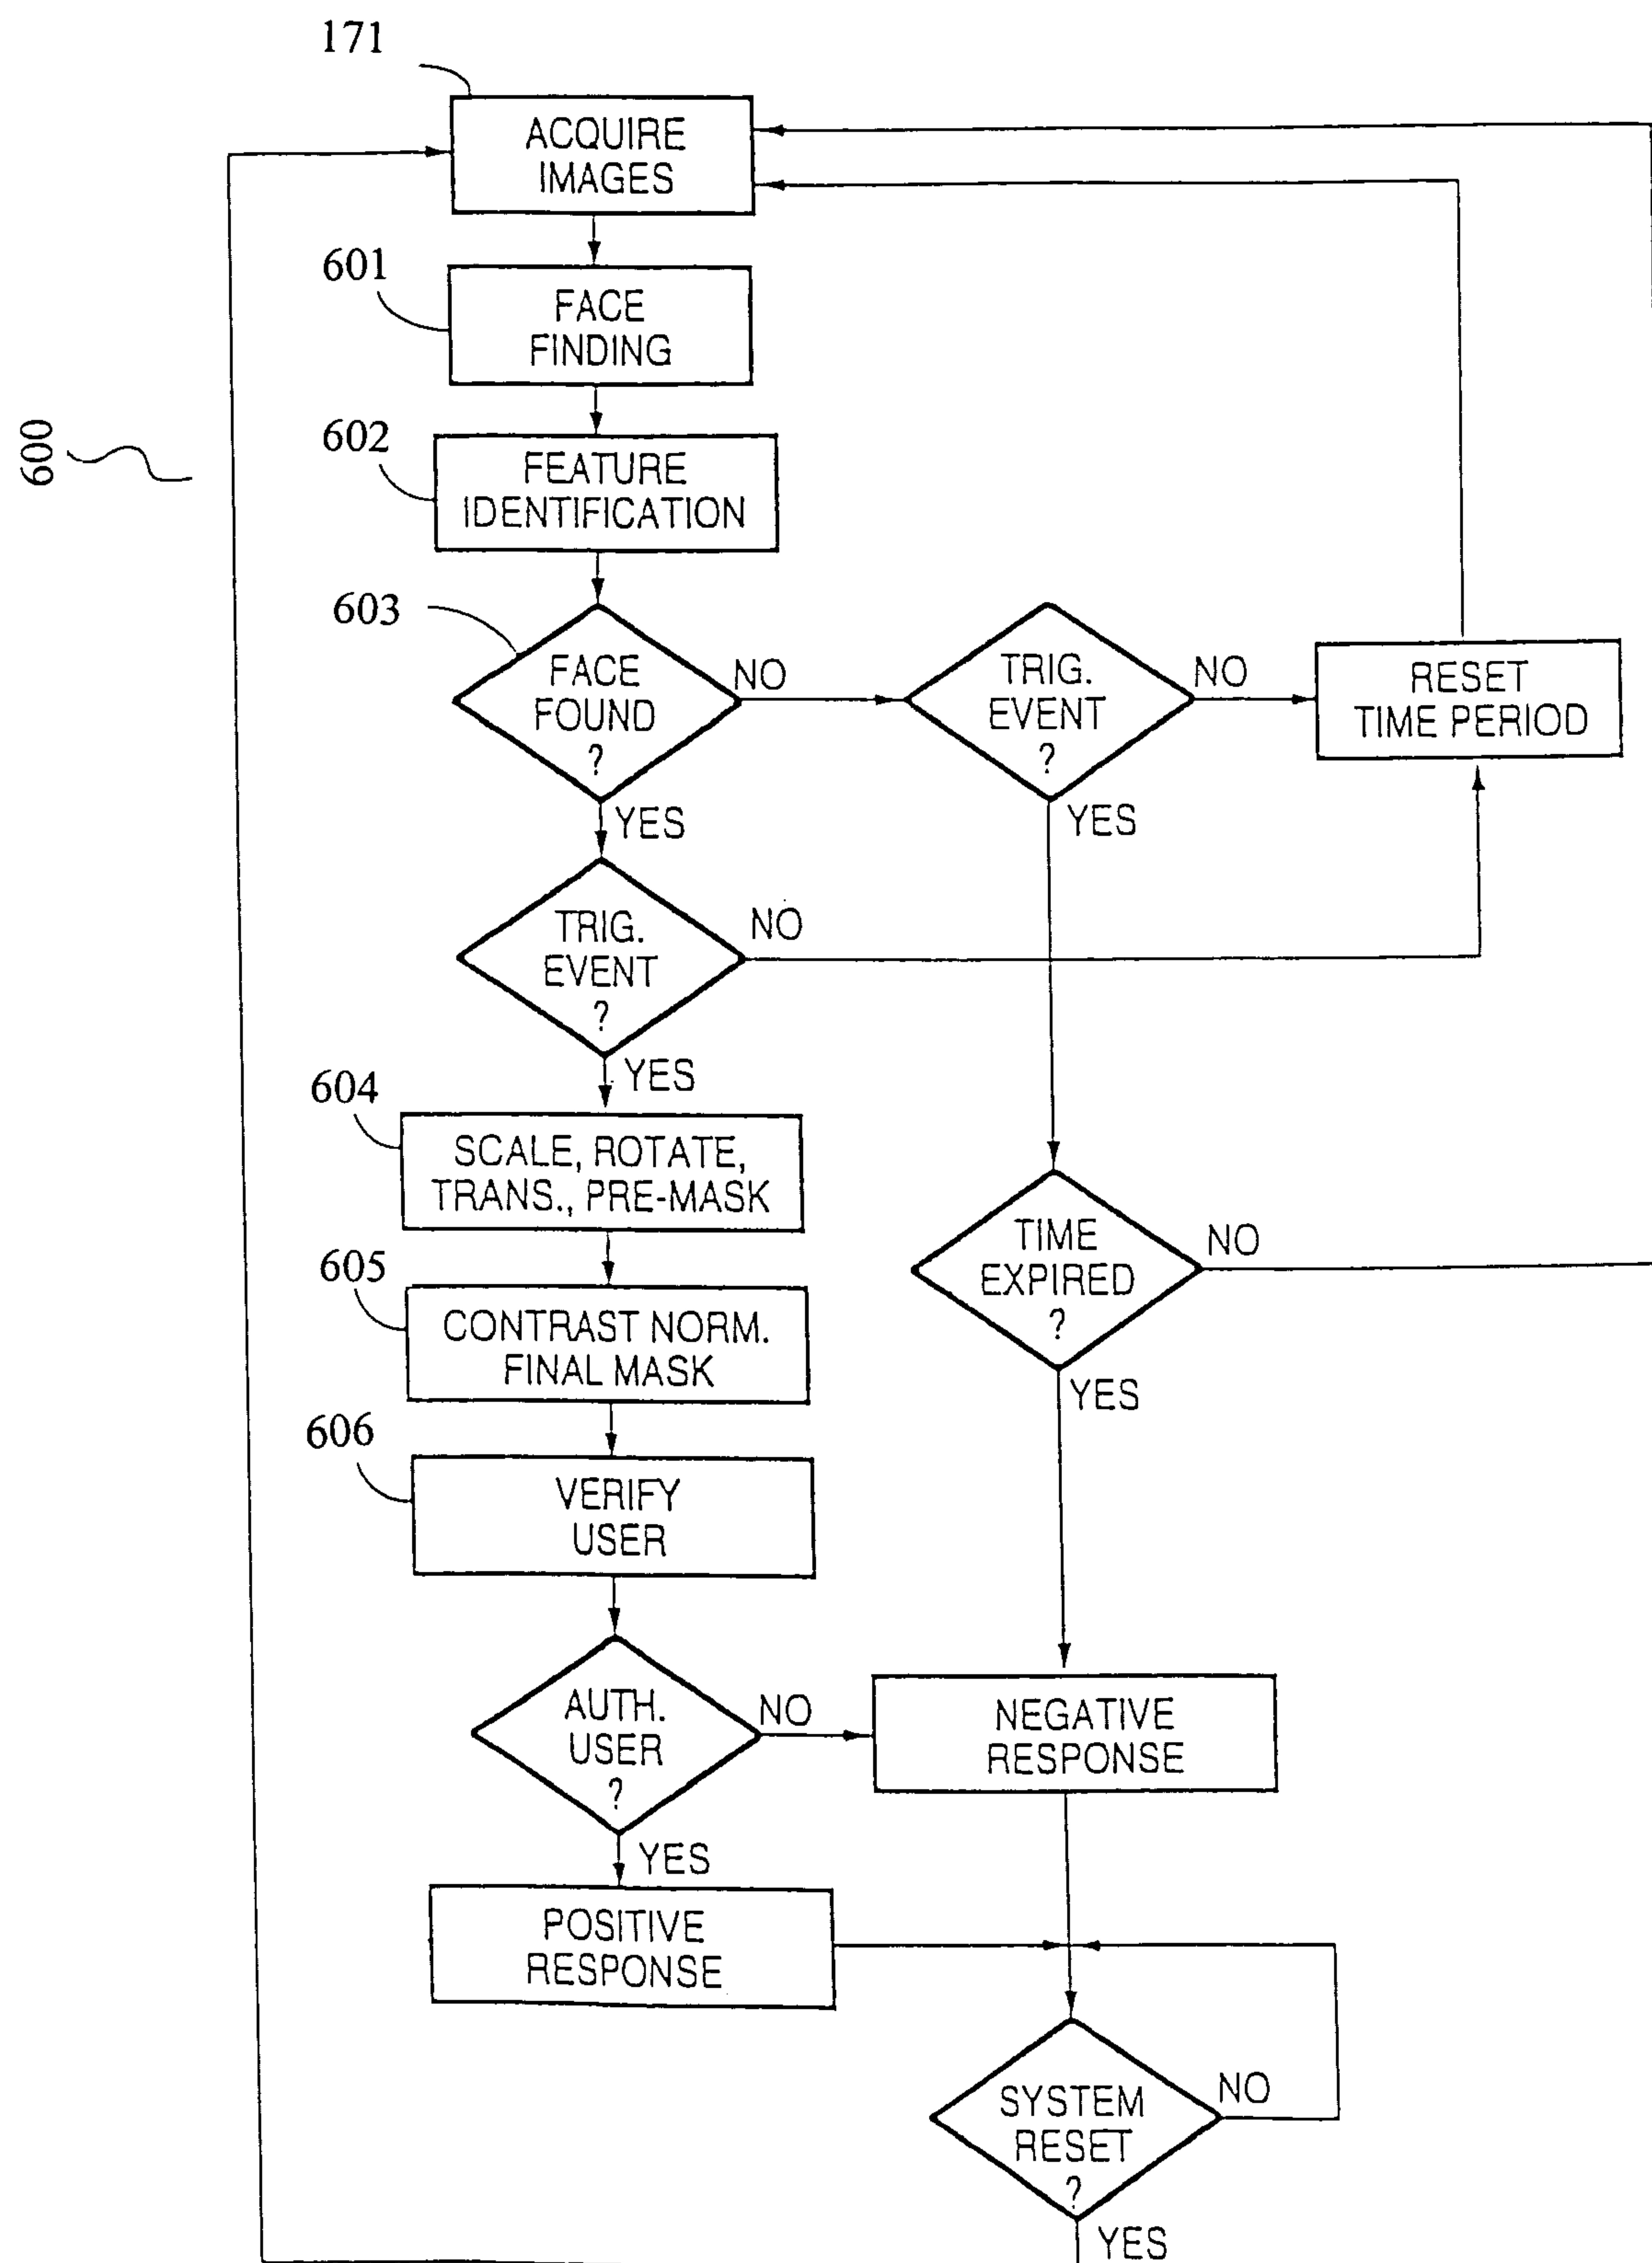 171
ACQUIRE
IMAGES
601
FACE
FINDING
600
602
FEATURE
IDENTIFICATION
603
FACE
FOUND
?
NO
TRIG.
EVENT
?
NO
RESET
TIME PERIOD
YES
YES
TRIG.
EVENT
?
NO
YES
604
SCALE, ROTATE,
TRANS., PRE-MASK
TIME
EXPIRED
?
NO
605
CONTRAST NORM.
FINAL MASK
YES
606
VERIFY
USER
AUTH.
USER
?
NO
NEGATIVE
RESPONSE
YES
POSITIVE
RESPONSE
SYSTEM
RESET
?
NO
YES